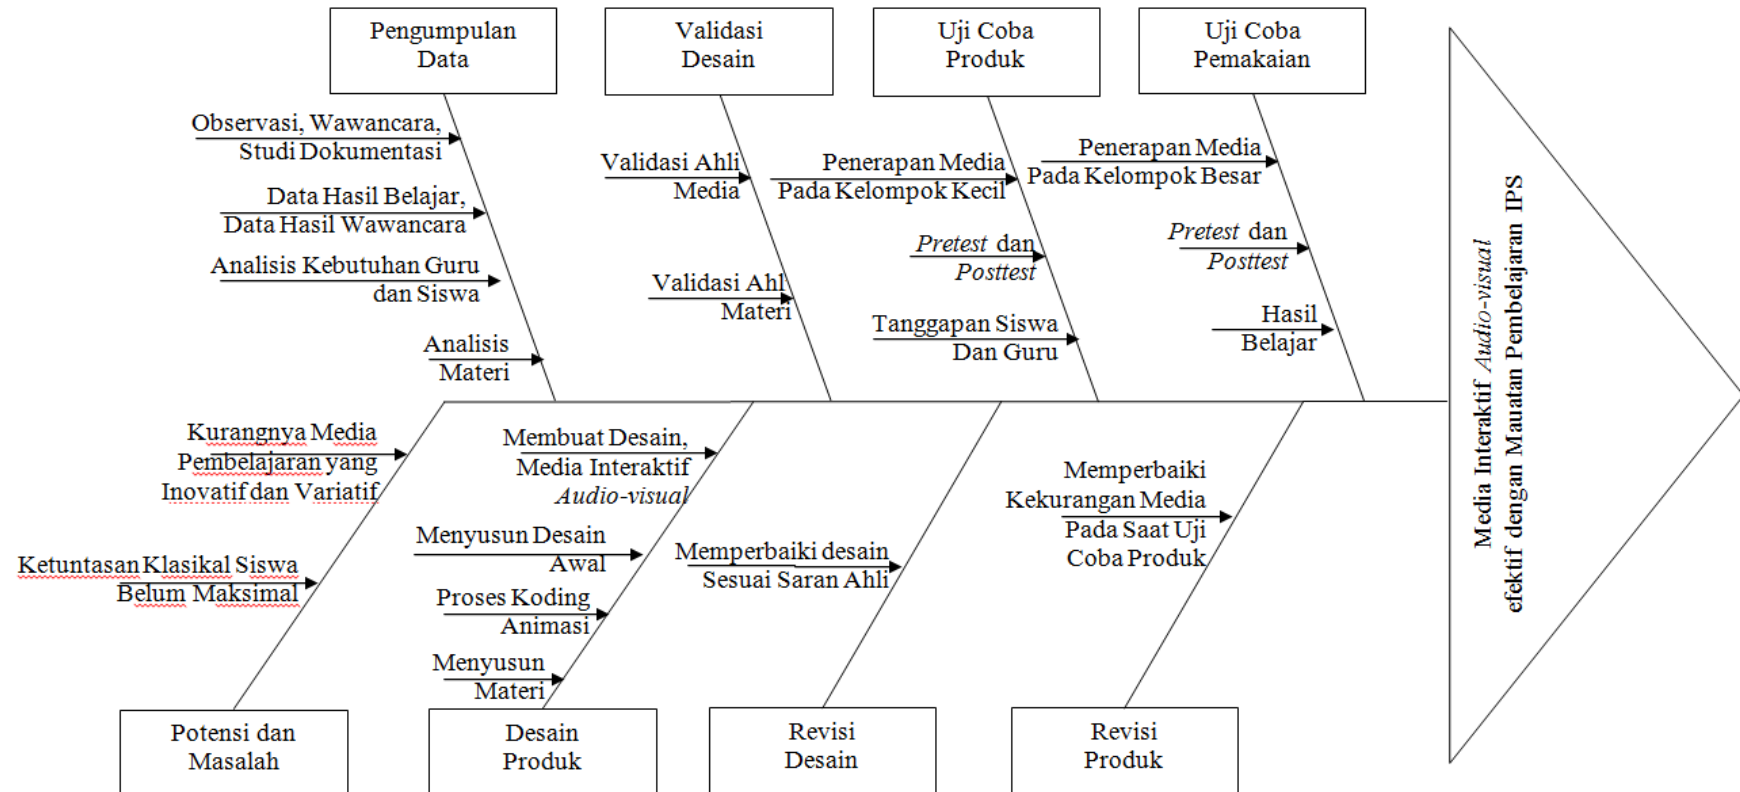 Pengumpulan
Data
Validasi
Desain
Uji Coba
Produk
Uji Coba
Pemakaian
Observasi, Wawancara,
Studi Dokumentasi
Data Hasil Belajar,
Data Hasil Wawancara
Analisis Kebutuhan Guru
dan Siswa
Analisis
Materi
Validasi Ahli
Media
Validasi Ahl
Materi
Penerapan Media
Pada Kelompok Kecil
Pretest dan
Posttest
Tanggapan Siswa
Dan Guru
Penerapan Media
Pada Kelompok Besar
Pretest dan
Posttest
Hasil
Belajar
Media Interaktif Audio-visual
efektif dengan Mauatan Pembelajaran IPS
Kurangnya Media
Pembelajaran yang
Inovatif dan Variatif
Ketuntasan Klasikal Siswa
Belum Maksimal
Membuat Desain,
Media Interaktif
Audio-visual
Menyusun Desain
Awal
Proses Koding
Animasi
Menyusun
Materi
Memperbaiki desain
Sesuai Saran Ahli
Memperbaiki
Kekurangan Media
Pada Saat Uji
Coba Produk
Potensi dan
Masalah
Desain
Produk
Revisi
Desain
Revisi
Produk